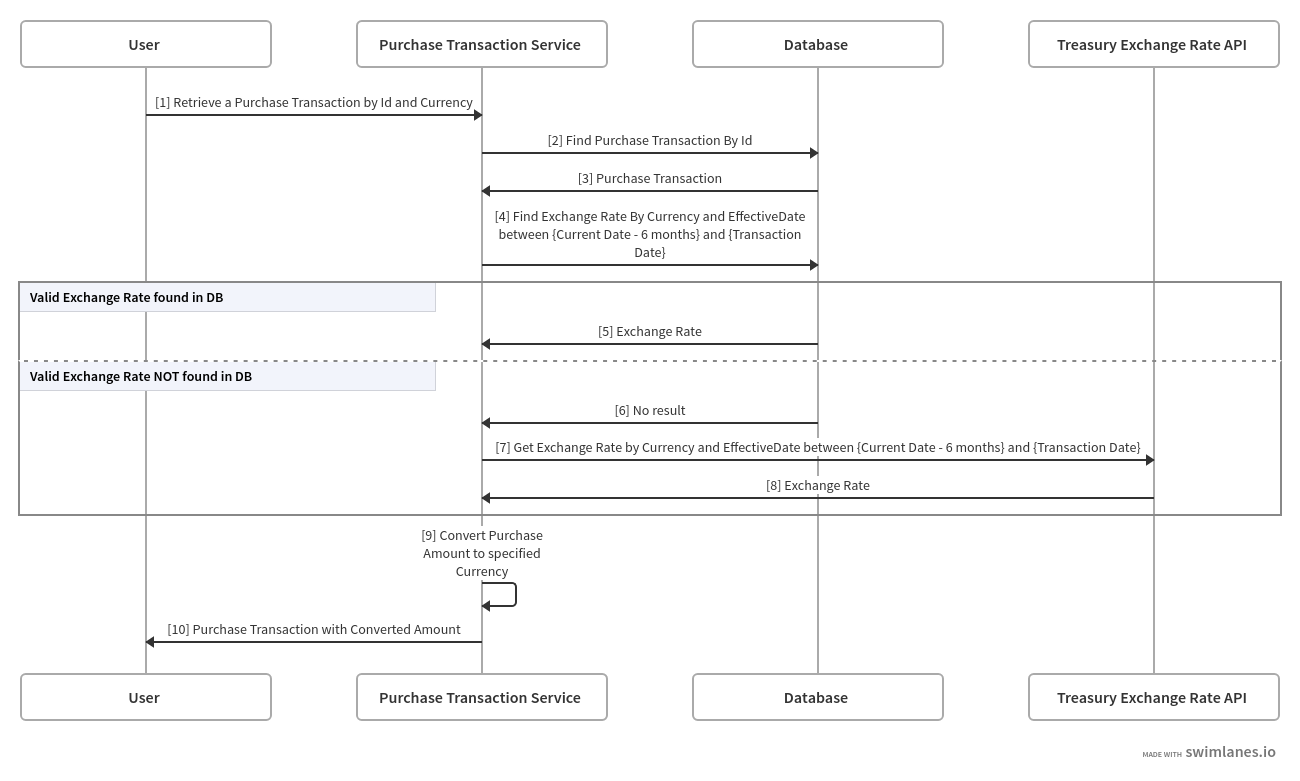 User
Purchase Transaction Service
Database
Treasury Exchange Rate API
[1] Retrieve a Purchase Transaction by Id and Currency
[2] Find Purchase Transaction By Id
[3] Purchase Transaction
[4] Find Exchange Rate By Currency and EffectiveDate
between {Current Date - 6 months} and {Transaction
Date}
Valid Exchange Rate found in DB
[5] Exchange Rate
Valid Exchange Rate NOT found in DB
[6] No result
[7] Get Exchange Rate by Currency and EffectiveDate between {Current Date - 6 months} and {Transaction Date}
[8] Exchange Rate
[9] Convert Purchase
Amount to specified
Currency
[10] Purchase Transaction with Converted Amount
User
Purchase Transaction Service
Database
Treasury Exchange Rate API
MADE WITH swimlanes.io